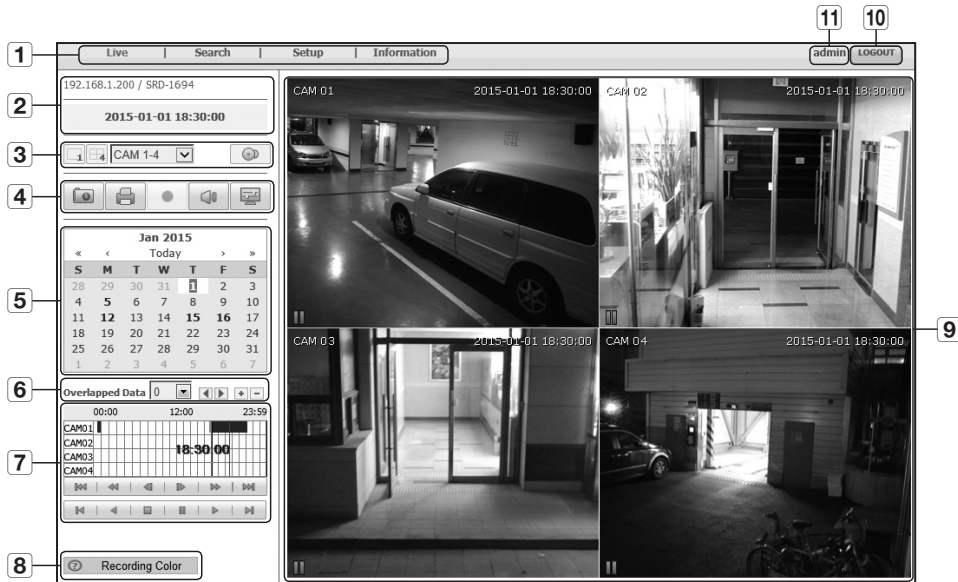 11 10
1 Live | Search | Setup | Information admin LOGOUT
192.168.1.200 / SRD-1694
2 2015-01-01 18:30:00
3 1 4 CAM 1-4
4
Jan 2015
« ‹ Today › »
S M T W T F S
28 29 30 31 1 2 3
5 4 5 6 7 8 9 10
11 12 13 14 15 16 17
18 19 20 21 22 23 24
25 26 27 28 29 30 31
1 2 3 4 5 6 7
6 Overlapped Data 0 + -
00:00 12:00 23:59
CAM01
CAM02
18:30:00
7 CAM03
CAM04
8 ? Recording Color
CAM 01 2015-01-01 18:30:00
CAM 02 2015-01-01 18:30:00
9
CAM 03 2015-01-01 18:30:00
CAM 04 2015-01-01 18:30:00